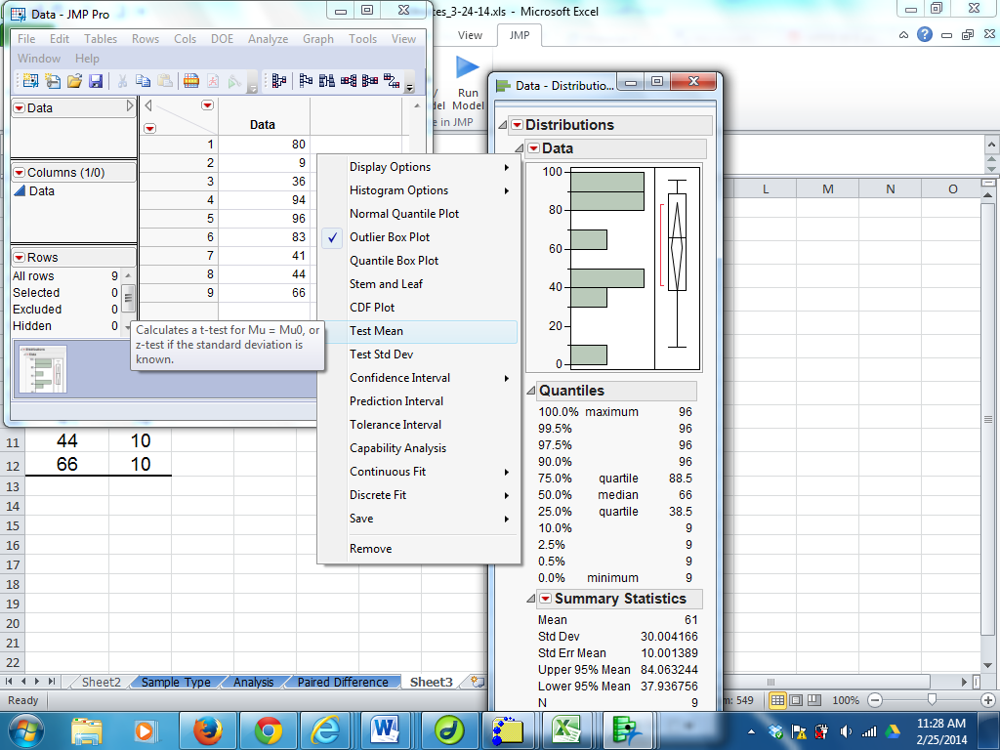 Data - JMP Pro
File Edit Tables Rows Cols DOE Analyze Graph Tools View
Window Help
Data
Columns (1/0)
Data
Rows
All rows 9
Selected 0
Excluded 0
Hidden 0
Data
1 80
2 9
3 36
4 94
5 96
6 83
7 41
8 44
9 66
Calculates a t-test for Mu = Mu0, or
z-test if the standard deviation is
known.
Display Options
Histogram Options
Normal Quantile Plot
Outlier Box Plot
Quantile Box Plot
Stem and Leaf
CDF Plot
Test Mean
Test Std Dev
Confidence Interval
Prediction Interval
Tolerance Interval
Capability Analysis
Continuous Fit
Discrete Fit
Save
Remove
tes_3-24-14.xls - Microsoft Excel
View JMP
Run
del Model
e in JMP
Data - Distributio...
Distributions
Data
100
80
60
40
20
0
Quantiles
100.0% maximum 96
99.5% 96
97.5% 96
90.0% 96
75.0% quartile 88.5
50.0% median 66
25.0% quartile 38.5
10.0% 9
2.5% 9
0.5% 9
0.0% minimum 9
Summary Statistics
Mean 61
Std Dev 30.004166
Std Err Mean 10.001389
Upper 95% Mean 84.063244
Lower 95% Mean 37.936756
N 9
L M N O
11 44 10
12 66 10
13
14
15
16
17
18
19
20
21
22
Sheet2 Sample Type Analysis Paired Difference Sheet3
Ready
m: 549 100%
11:28 AM
2/25/2014